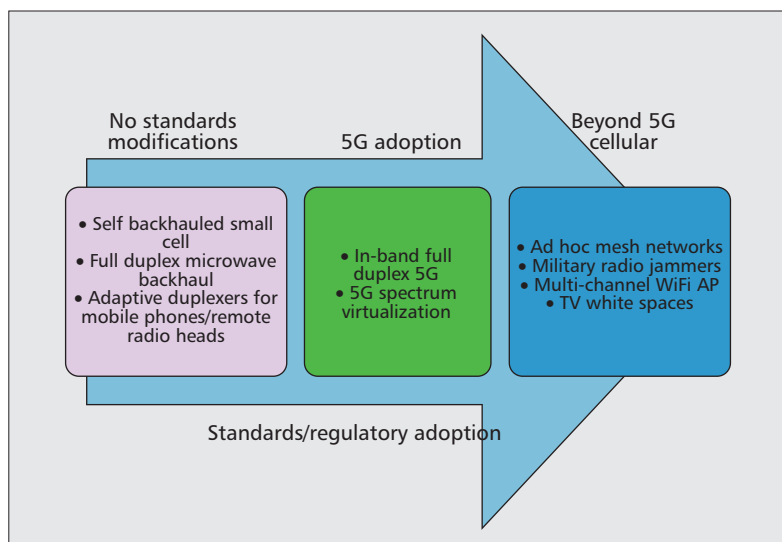 No standards
modifications
5G adoption
Beyond 5G
cellular
• Self backhauled small
cell
• Full duplex microwave
backhaul
• Adaptive duplexers for
mobile phones/remote
radio heads
• In-band full
duplex 5G
• 5G spectrum
virtualization
• Ad hoc mesh networks
• Military radio jammers
• Multi-channel WiFi AP
• TV white spaces
Standards/regulatory adoption